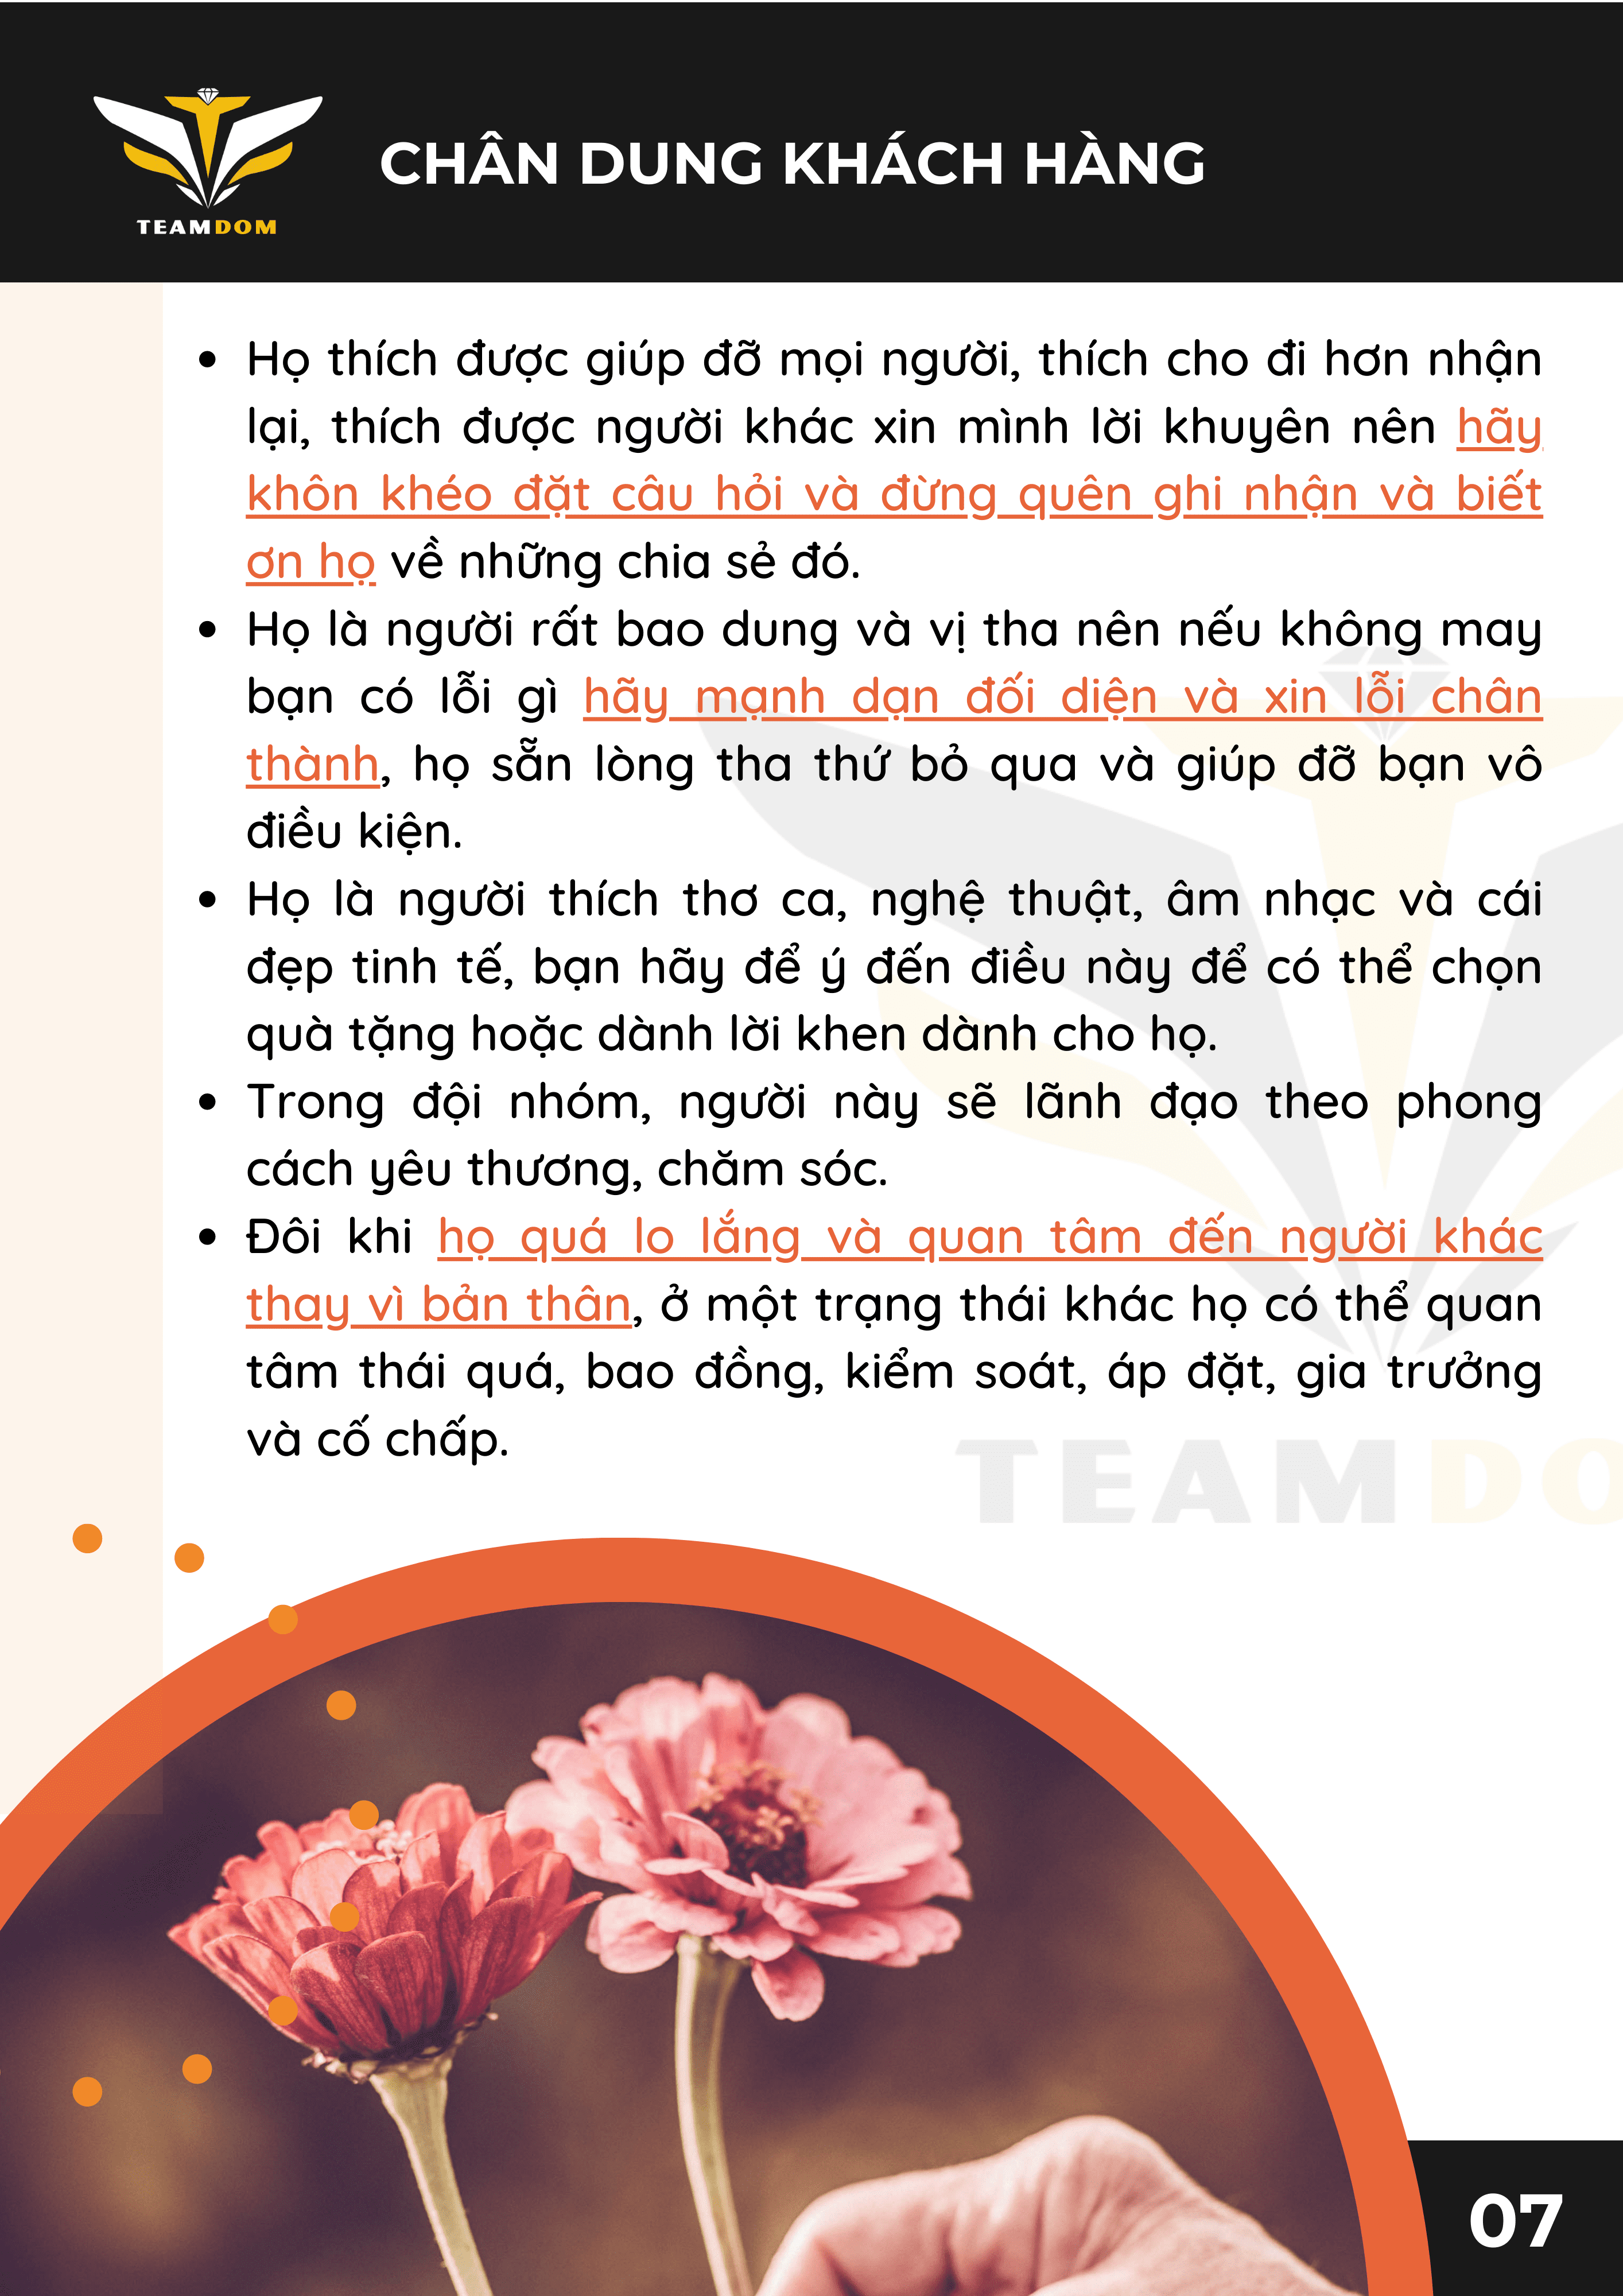 TEAMDOM
CHÂN DUNG KHÁCH HÀNG
• Họ thích được giúp đỡ mọi người, thích cho đi hơn nhận
lại, thích được người khác xin mình lời khuyên nên hãy
khôn khéo đặt câu hỏi và đừng quên ghi nhận và biết
ơn họ về những chia sẻ đó.
• Họ là người rất bao dung và vị tha nên nếu không may
bạn có lỗi gì hãy mạnh dạn đối diện và xin lỗi chân
thành, họ sẵn lòng tha thứ bỏ qua và giúp đỡ bạn vô
điều kiện.
• Họ là người thích thơ ca, nghệ thuật, âm nhạc và cái
đẹp tinh tế, bạn hãy để ý đến điều này để có thể chọn
quà tặng hoặc dành lời khen dành cho họ.
• Trong đội nhóm, người này sẽ lãnh đạo theo phong
cách yêu thương, chăm sóc.
• Đôi khi họ quá lo lắng và quan tâm đến người khác
thay vì bản thân, ở một trạng thái khác họ có thể quan
tâm thái quá, bao đồng, kiểm soát, áp đặt, gia trưởng
và cố chấp.
TEAMDO
07